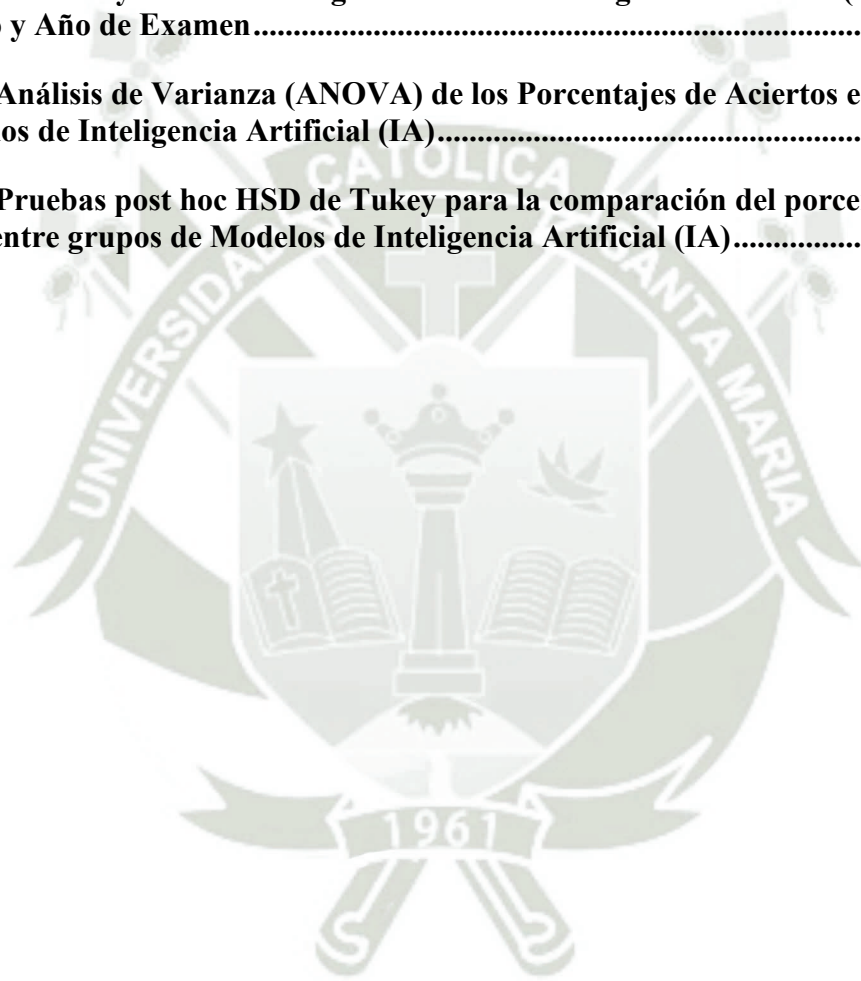 y Año de Examen........................................................................
Análisis de Varianza (ANOVA) de los Porcentajes de Aciertos e
os de Inteligencia Artificial (IA)..................................................
Pruebas post hoc HSD de Tukey para la comparación del porce
entre grupos de Modelos de Inteligencia Artificial (IA)...............
UNIVERSIDAD CATOLICA SANTA MARIA
1961